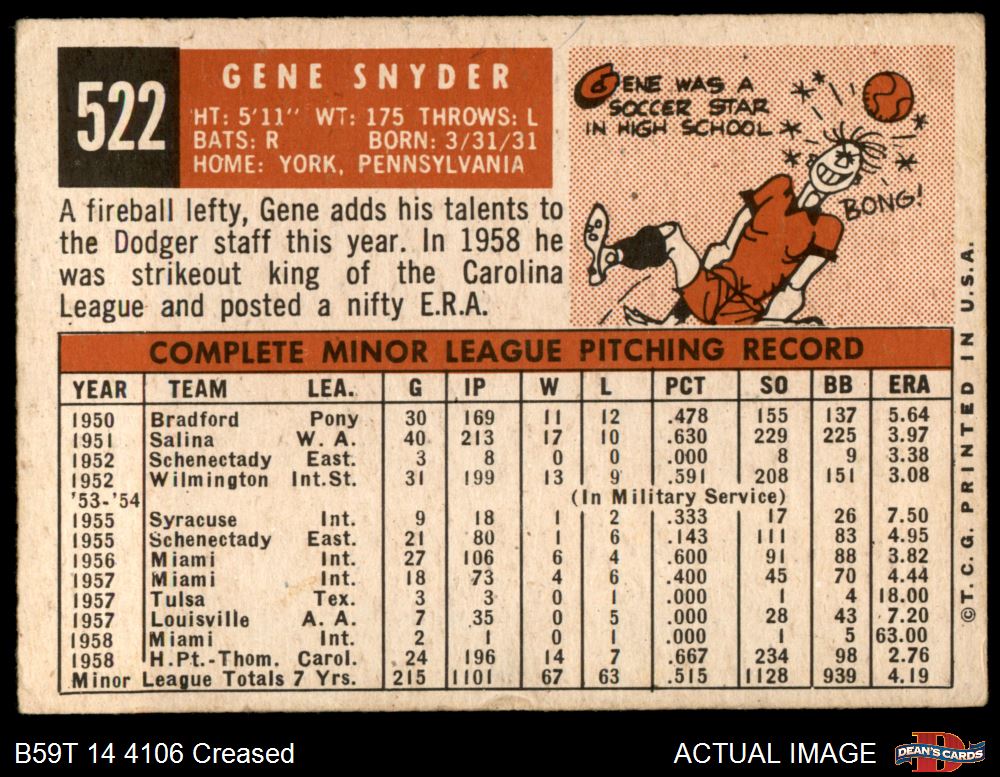 522
GENE SNYDER
HT: 5'11" WT: 175 THROWS: L
BATS: R BORN: 3/31/31
HOME: YORK, PENNSYLVANIA
GENE WAS A
SOCCER STAR
IN HIGH SCHOOL
BONG!
A fireball lefty, Gene adds his talents to
the Dodger staff this year. In 1958 he
was strikeout king of the Carolina
League and posted a nifty E.R.A.
COMPLETE MINOR LEAGUE PITCHING RECORD
YEAR TEAM LEA. G IP W L PCT SO BB ERA
1950 Bradford Pony 30 169 11 12 .478 155 137 5.64
1951 Salina W. A. 40 213 17 10 .630 229 225 3.97
1952 Schenectady East. 3 8 0 0 .000 8 9 3.38
1952 Wilmington Int.St. 31 199 13 9 .591 208 151 3.08
'53-'54 (In Military Service)
1955 Syracuse Int. 9 18 1 2 .333 17 26 7.50
1955 Schenectady East. 21 80 1 6 .143 111 83 4.95
1956 Miami Int. 27 106 6 4 .600 91 88 3.82
1957 Miami Int. 18 73 4 6 .400 45 70 4.44
1957 Tulsa Tex. 3 3 0 1 .000 1 4 18.00
1957 Louisville A. A. 7 35 0 5 .000 28 43 7.20
1958 Miami Int. 2 1 0 1 .000 1 5 63.00
1958 H.Pt.-Thom. Carol. 24 196 14 7 .667 234 98 2.76
Minor League Totals 7 Yrs. 215 1101 67 63 .515 1128 939 4.19
©T.C.G. PRINTED IN U.S.A.
B59T 14 4106 Creased
ACTUAL IMAGE
DEAN'S CARDS